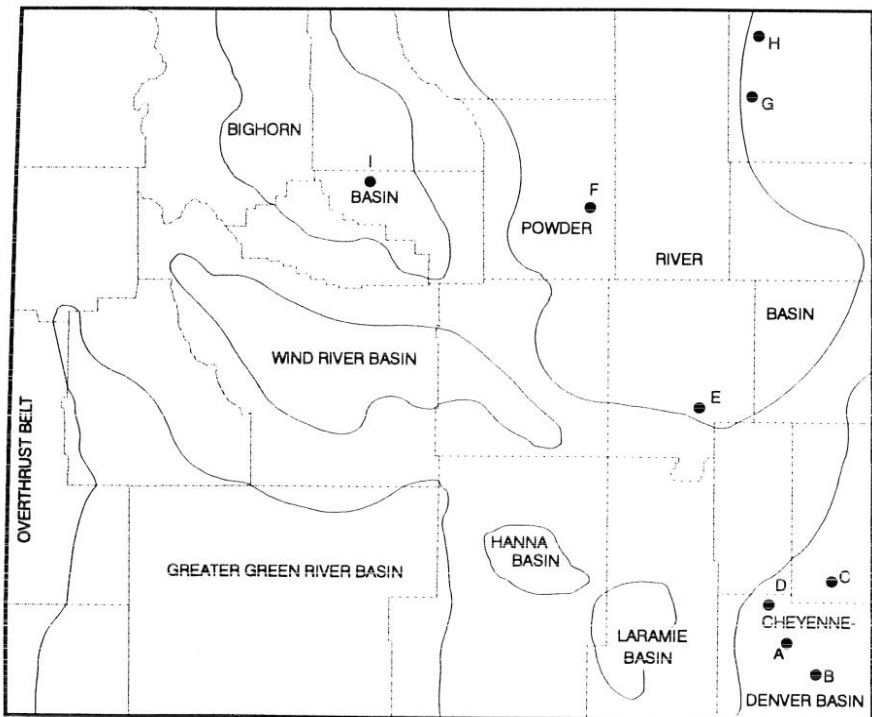 H
G
BIGHORN
I
BASIN
F
POWDER
RIVER
BASIN
WIND RIVER BASIN
E
OVERTHRUST BELT
HANNA
BASIN
GREATER GREEN RIVER BASIN
C
D
CHEYENNE-
LARAMIE
BASIN
A
B
DENVER BASIN